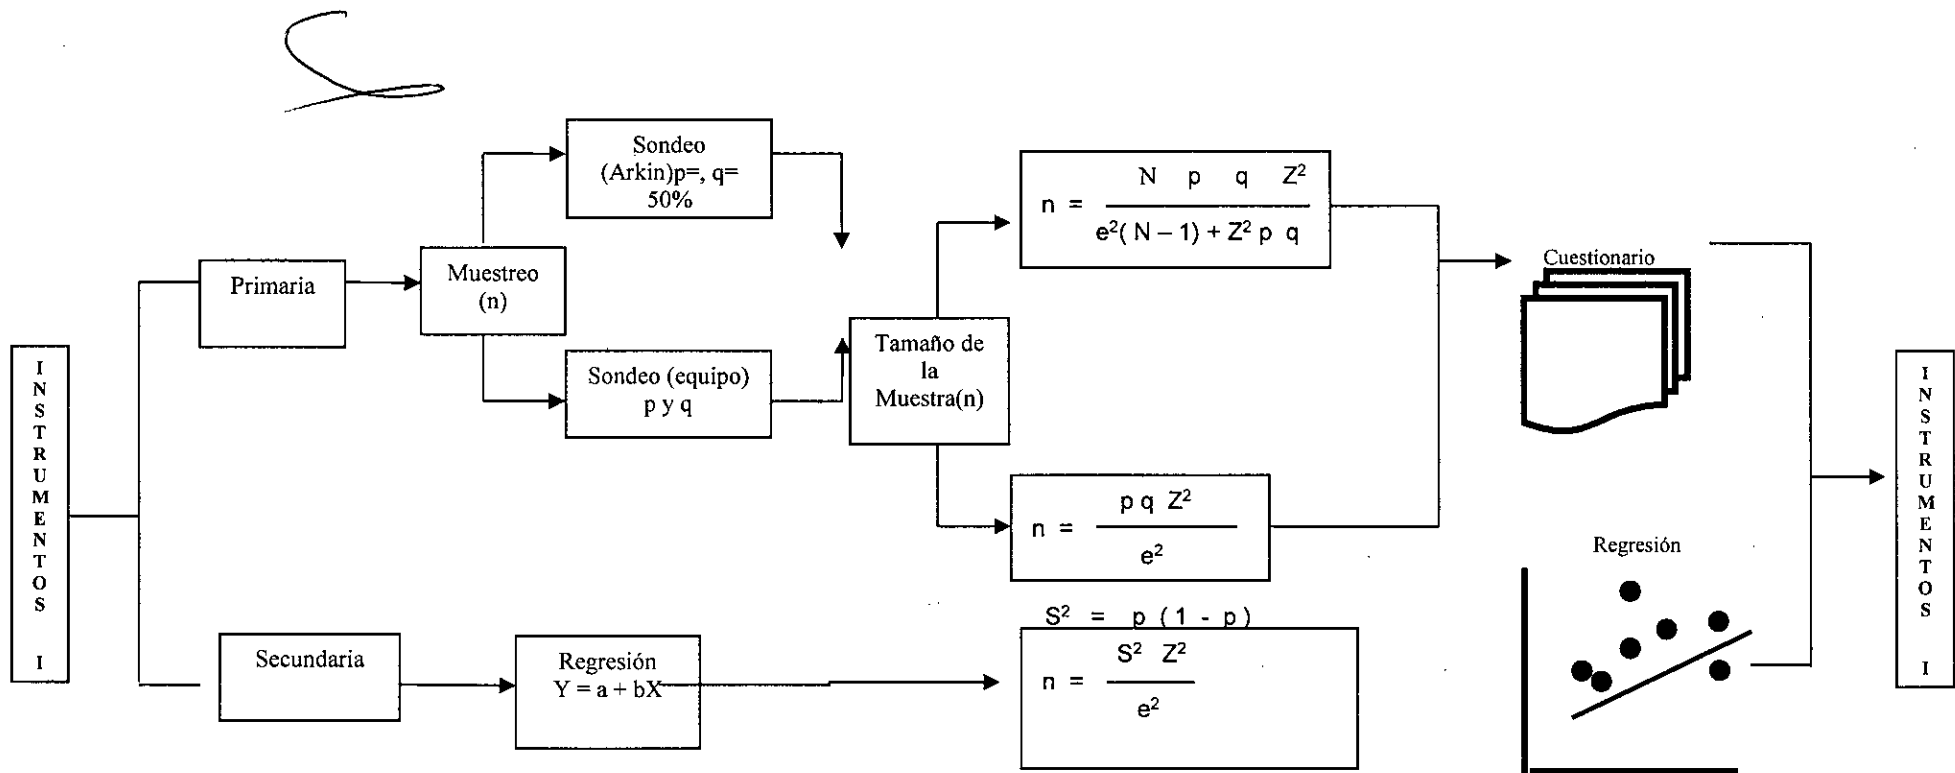 INSTRUMENTOS I
Primaria
Muestreo
(n)
Sondeo
(Arkin)p=, q=
50%
Sondeo (equipo)
p y q
Tamaño de
la
Muestra(n)
n = N p q Z² / e²( N – 1) + Z² p q
n = p q Z² / e²
Cuestionario
Secundaria
Regresión
Y = a + bX
S² = p ( 1 - p )
n = S² Z² / e²
Regresión
INSTRUMENTOS I